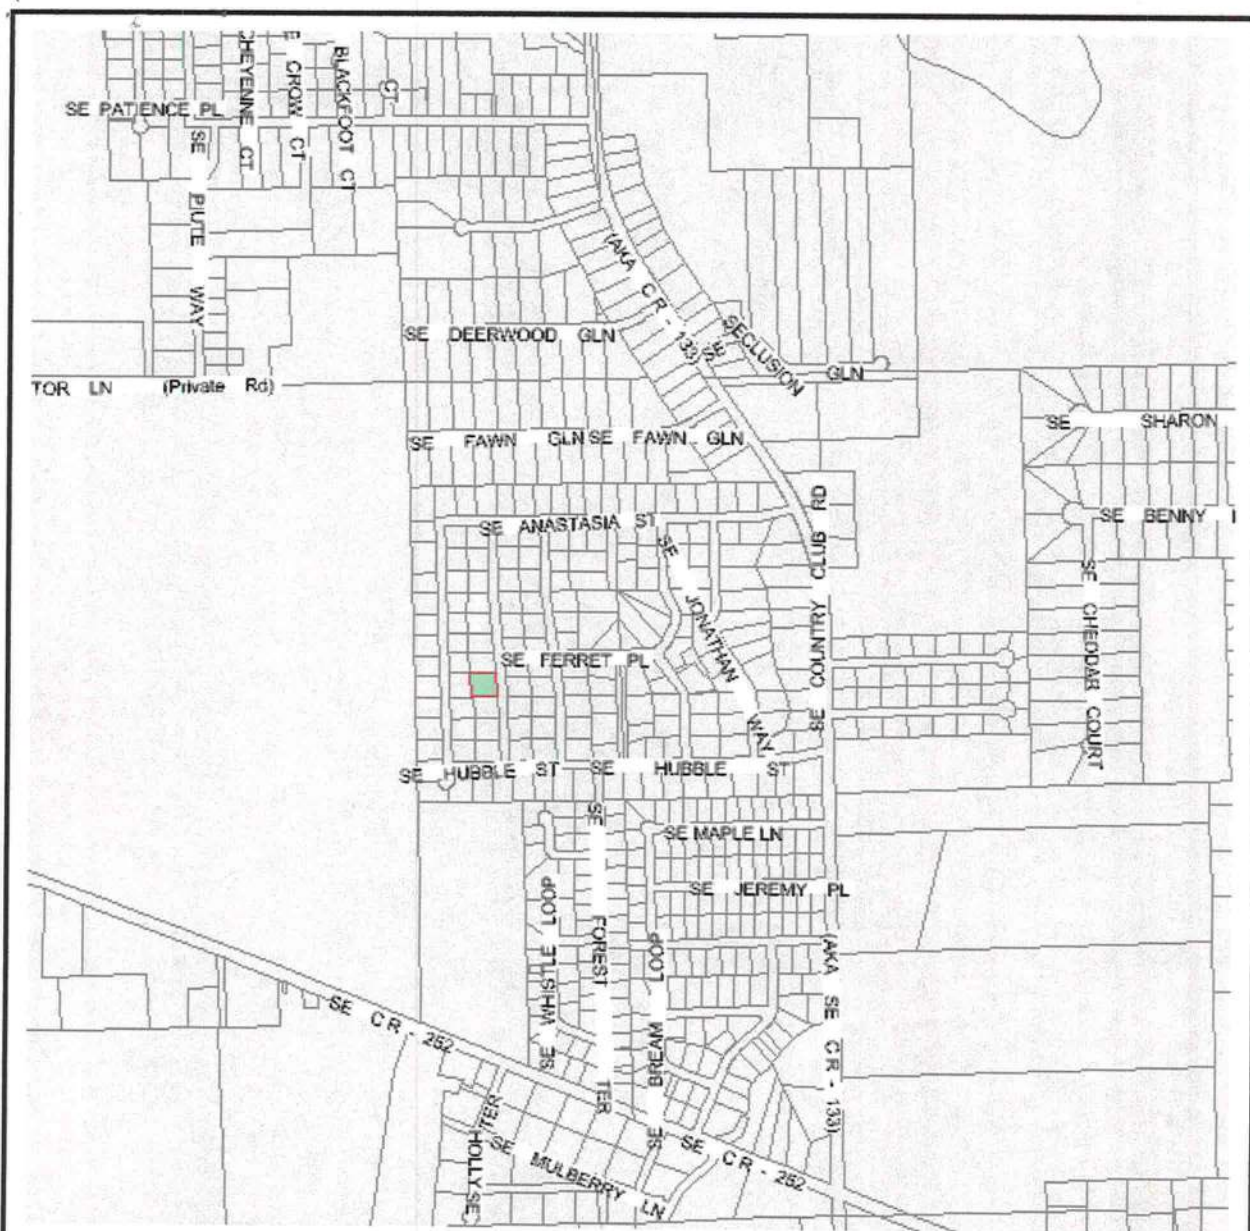 SE PATIENCE PL
SE PIUTE WAY
CHEYENNE CT
CROW CT
BLACKFOOT CT
CT
TOR LN (Private Rd)
SE DEERWOOD GLN
(AKA CR - 133)
SE SECLUSION GLN
SE FAWN GLN
SE FAWN GLN
SE SHARON
SE BENNY
SE CHEDDAR COURT
SE ANASTASIA ST
SE JONATHAN WAY
SE COUNTRY CLUB RD
SE FERRET PL
SE HUBBLE ST
SE HUBBLE ST
SE MAPLE LN
SE JEREMY PL
SE WHISTLE LOOP
SE FOREST TER
SE BREAM LOOP
(AKA SE CR - 133)
SE CR - 252
SE CR - 252
SE HOLLY TER
SE MULBERRY LN